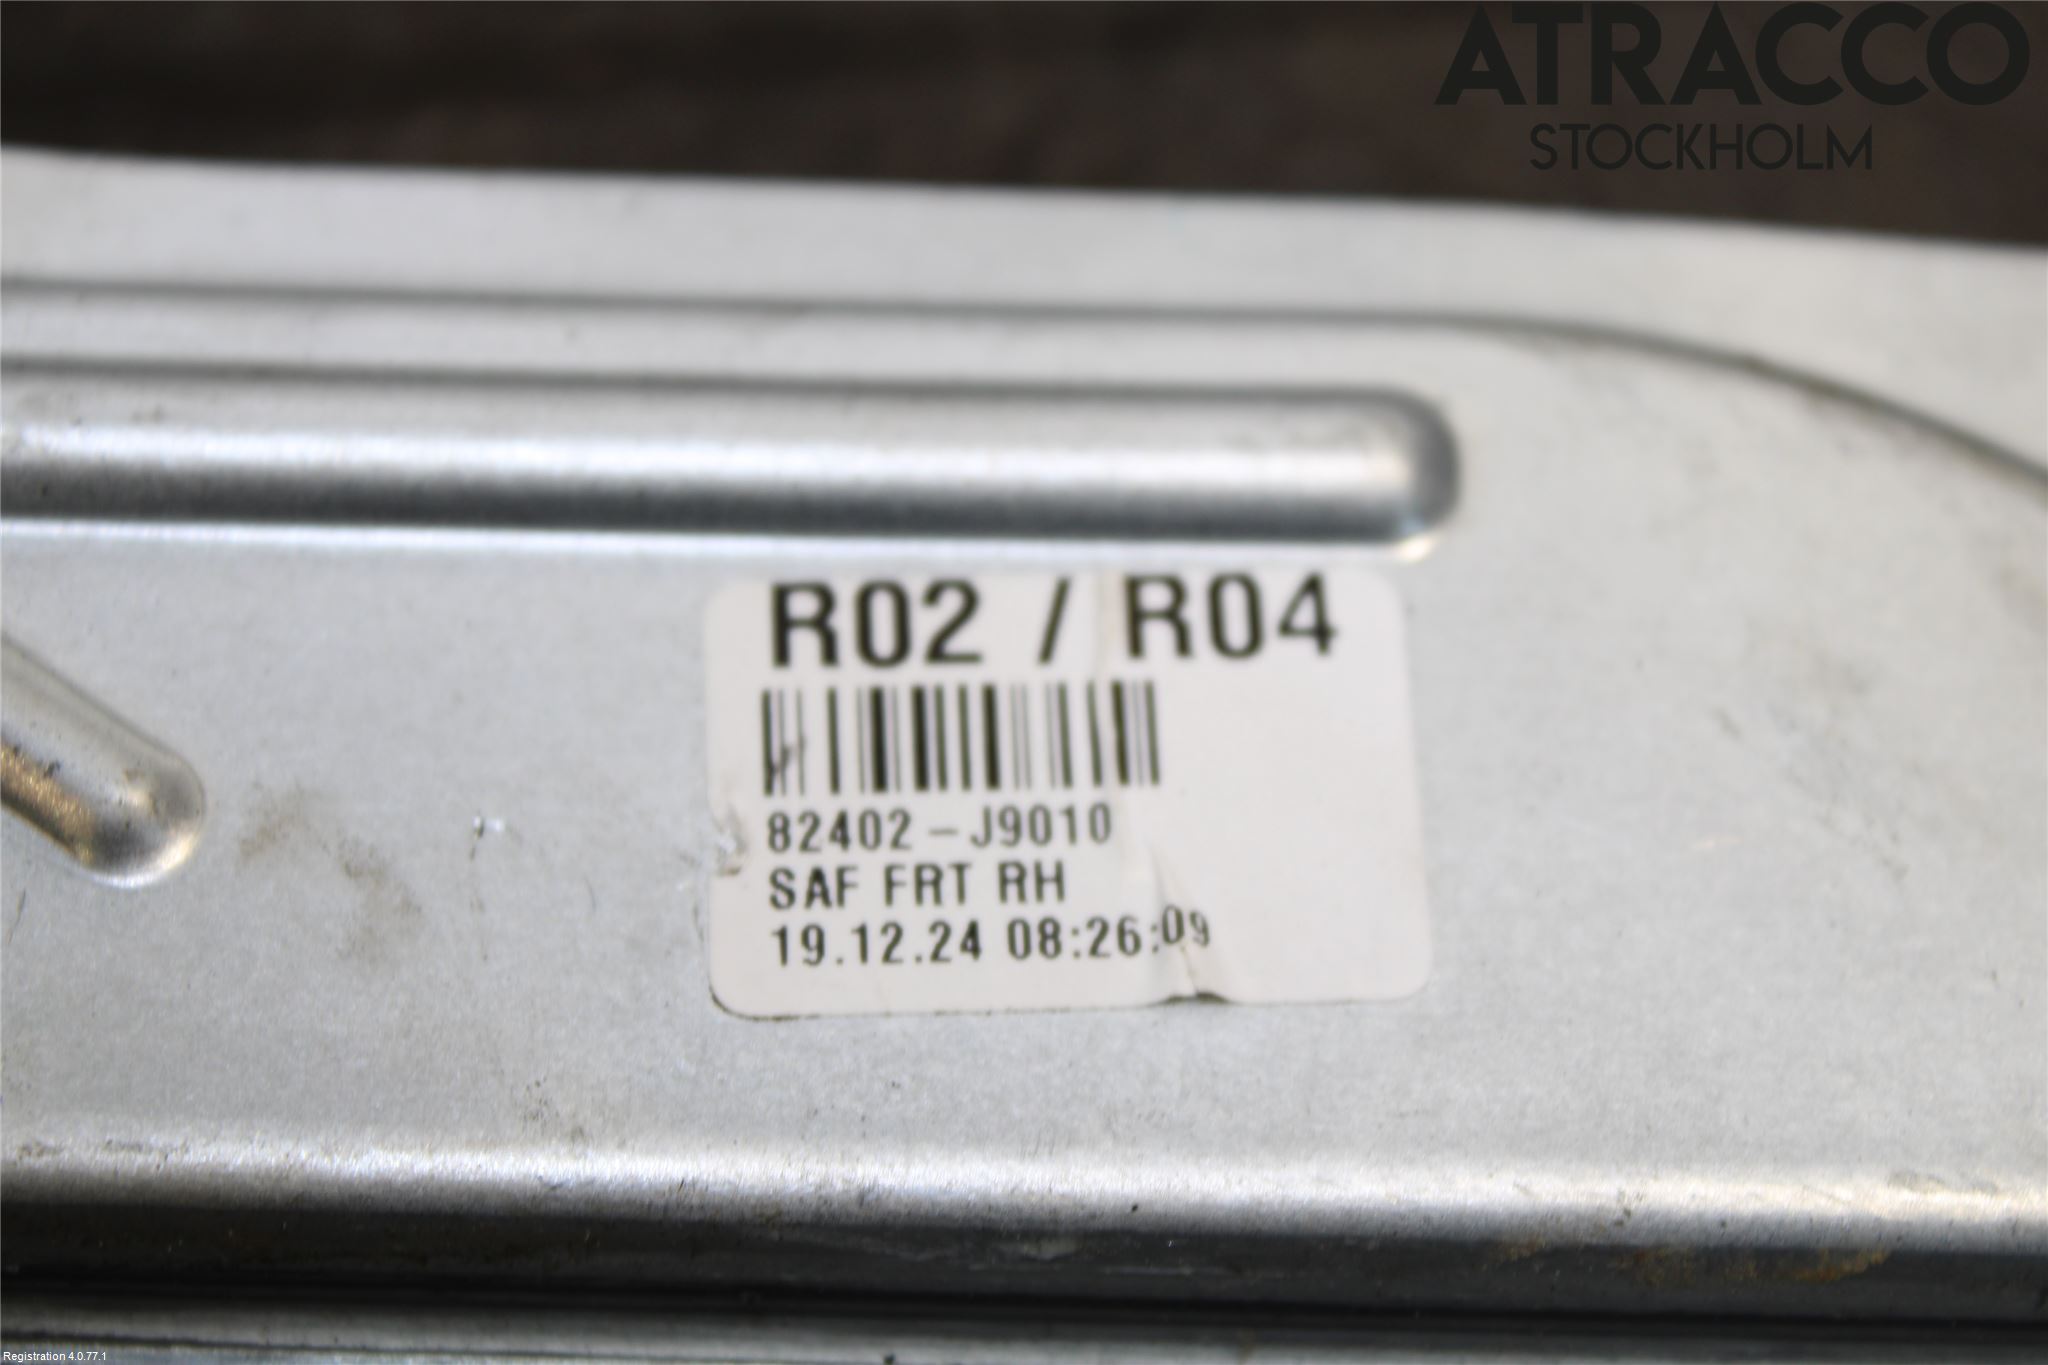 ATRACCO
STOCKHOLM
R02 / R04
82402-J9010
SAF FRT RH
19.12.24 08:26:09
Registration 4.0.77.1